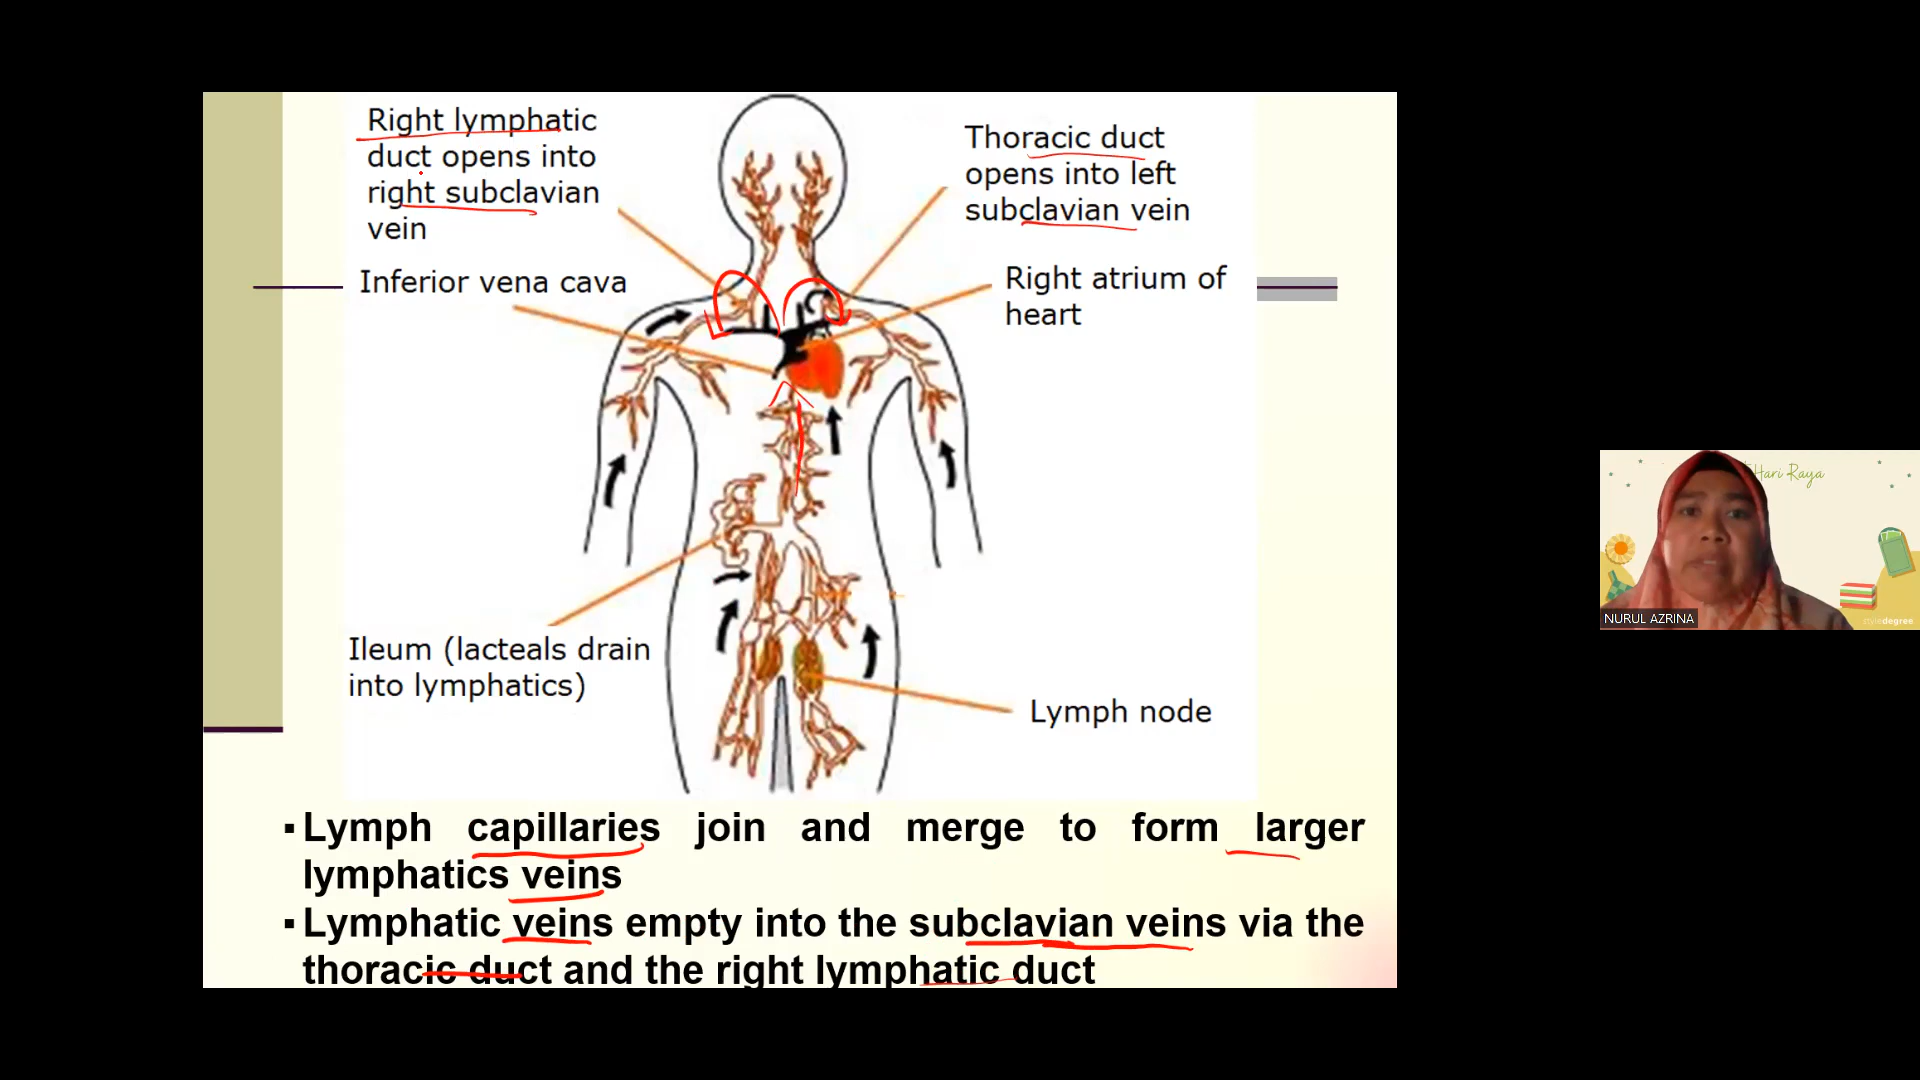 Right lymphatic
duct opens into
right subclavian
vein
Thoracic duct
opens into left
subclavian vein
Inferior vena cava
Right atrium of
heart
Ileum (lacteals drain
into lymphatics)
Lymph node
▪ Lymph capillaries join and merge to form larger
lymphatics veins
▪ Lymphatic veins empty into the subclavian veins via the
thoracic duct and the right lymphatic duct
Hari Raya
NURUL AZRINA
styledegree